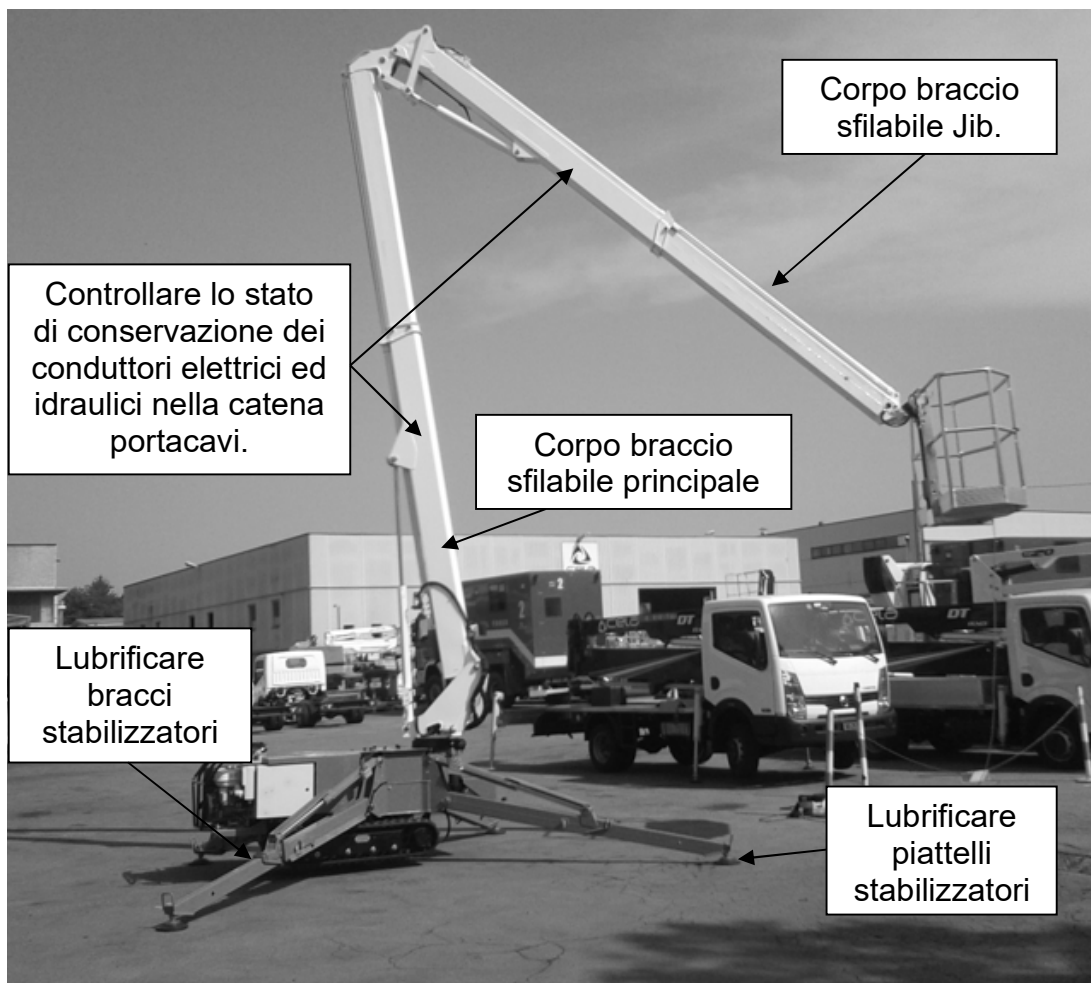 Corpo braccio
sfilabile Jib.
Controllare lo stato
di conservazione dei
conduttori elettrici ed
idraulici nella catena
portacavi.
Corpo braccio
sfilabile principale
Lubrificare
bracci
stabilizzatori
Lubrificare
piattelli
stabilizzatori
2
2
DT
DT